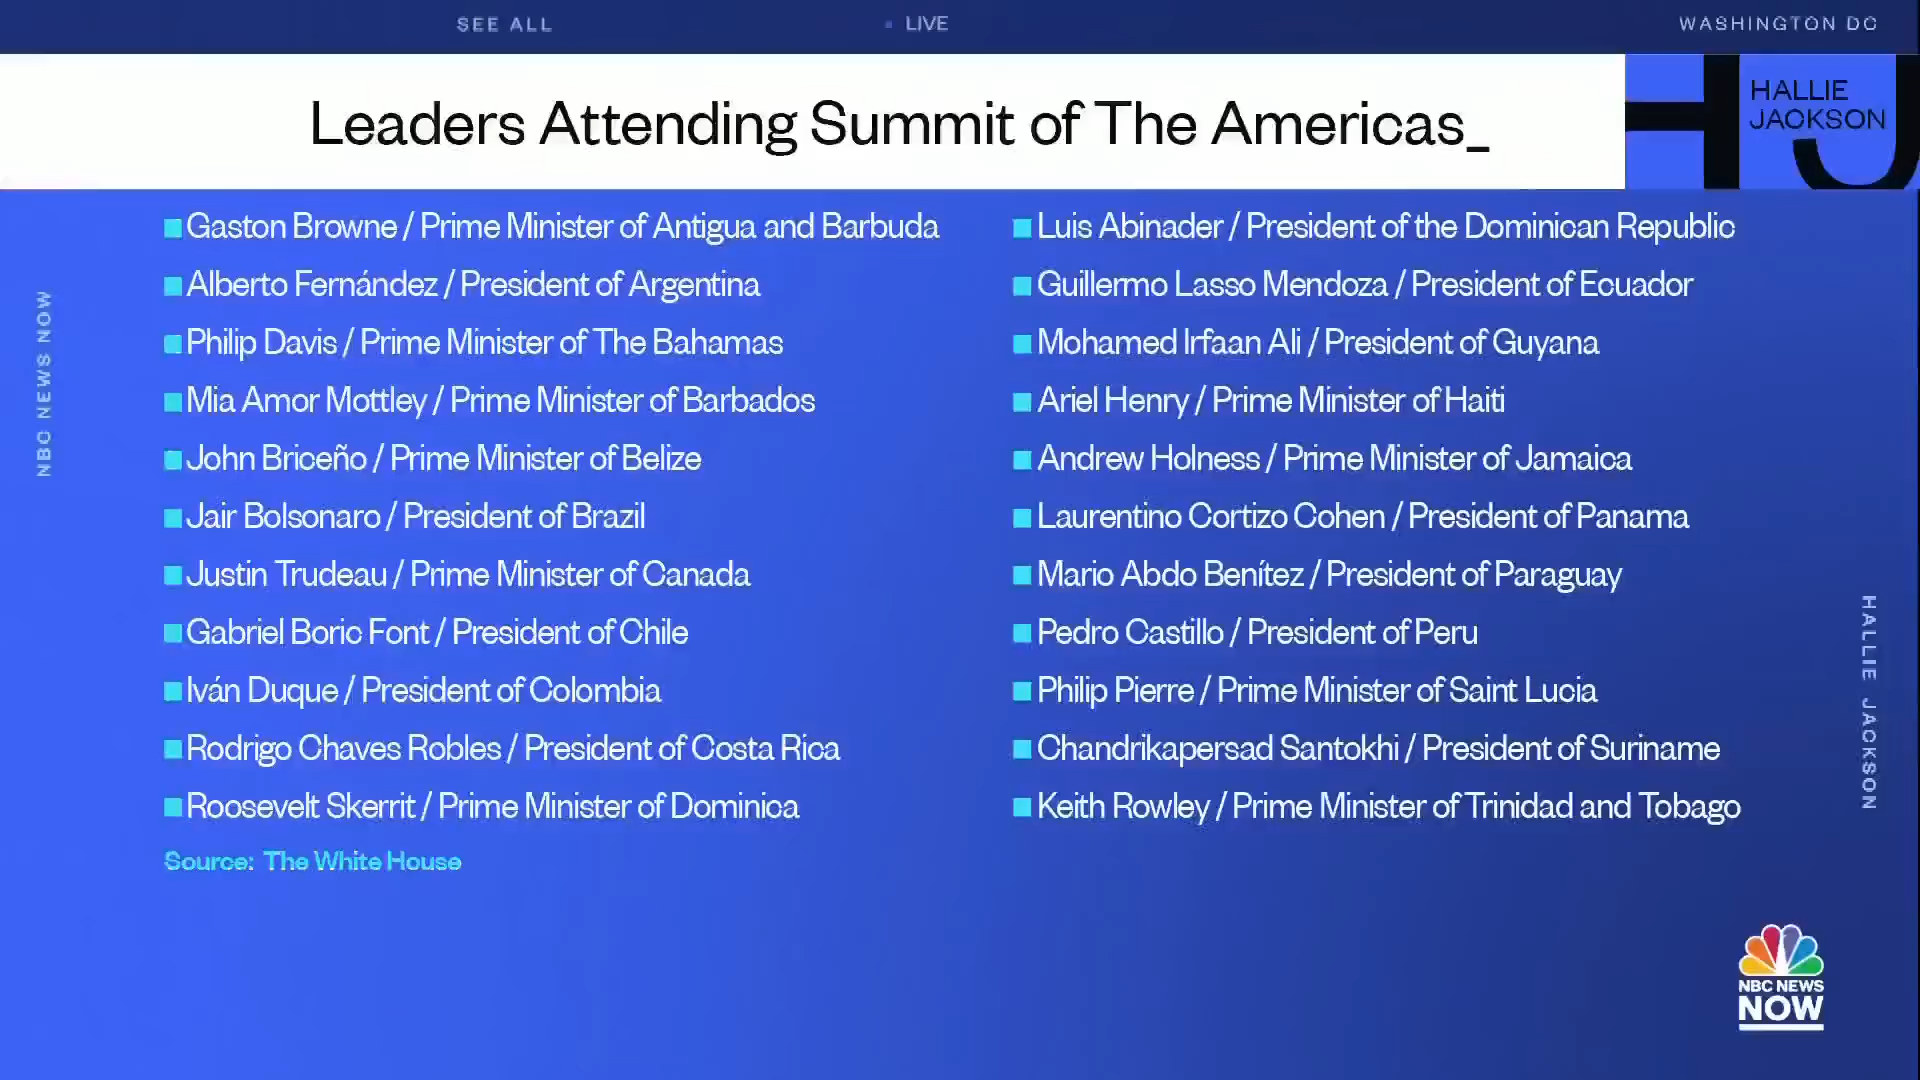 SEE ALL
LIVE
WASHINGTON DC
Leaders Attending Summit of The Americas_
HALLIE
JACKSON
HJ
NBC NEWS NOW
Gaston Browne / Prime Minister of Antigua and Barbuda
Alberto Fernández / President of Argentina
Philip Davis / Prime Minister of The Bahamas
Mia Amor Mottley / Prime Minister of Barbados
John Briceño / Prime Minister of Belize
Jair Bolsonaro / President of Brazil
Justin Trudeau / Prime Minister of Canada
Gabriel Boric Font / President of Chile
Iván Duque / President of Colombia
Rodrigo Chaves Robles / President of Costa Rica
Roosevelt Skerrit / Prime Minister of Dominica
Source: The White House
Luis Abinader / President of the Dominican Republic
Guillermo Lasso Mendoza / President of Ecuador
Mohamed Irfaan Ali / President of Guyana
Ariel Henry / Prime Minister of Haiti
Andrew Holness / Prime Minister of Jamaica
Laurentino Cortizo Cohen / President of Panama
Mario Abdo Benítez / President of Paraguay
Pedro Castillo / President of Peru
Philip Pierre / Prime Minister of Saint Lucia
Chandrikapersad Santokhi / President of Suriname
Keith Rowley / Prime Minister of Trinidad and Tobago
HALLIE JACKSON
NBC NEWS
NOW